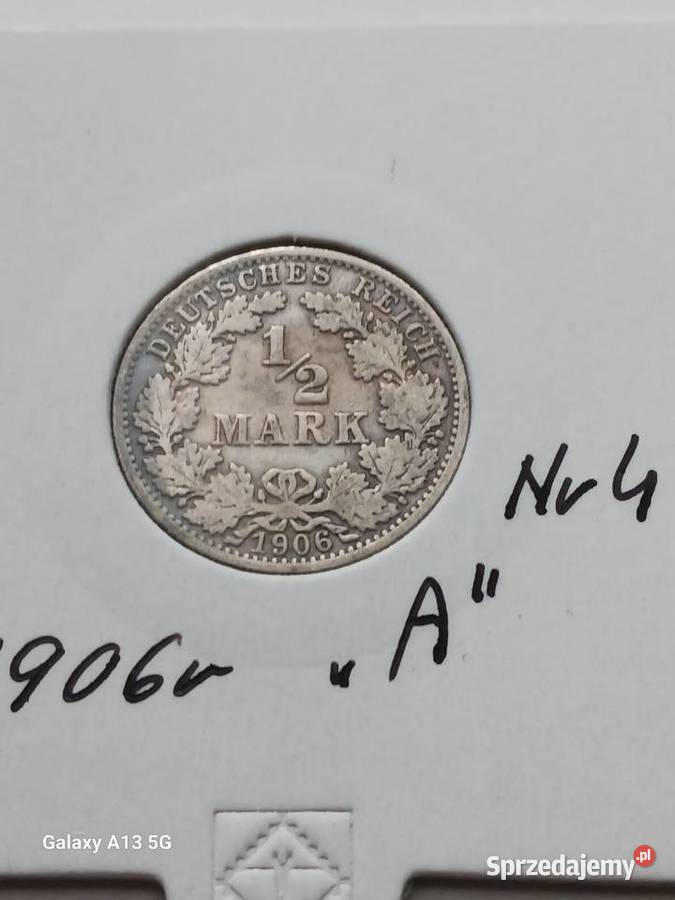 DEUTSCHES REICH
1/2
MARK
1906
Nr 4
1906r „A"
Galaxy A13 5G
Sprzedajemy.pl